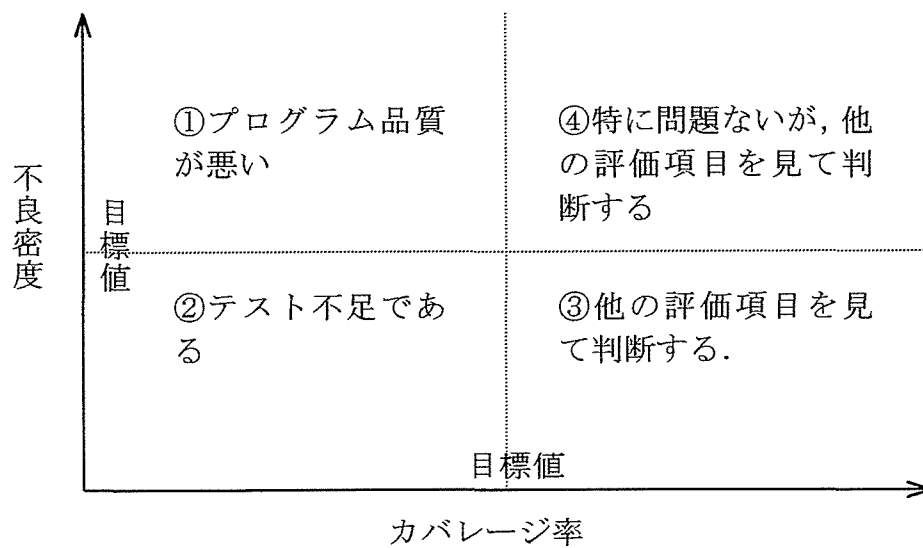 ①プログラム品質
が悪い
④特に問題ないが，他
の評価項目を見て判
断する
不良密度
目標値
②テスト不足であ
る
③他の評価項目を見
て判断する．
目標値
カバレージ率